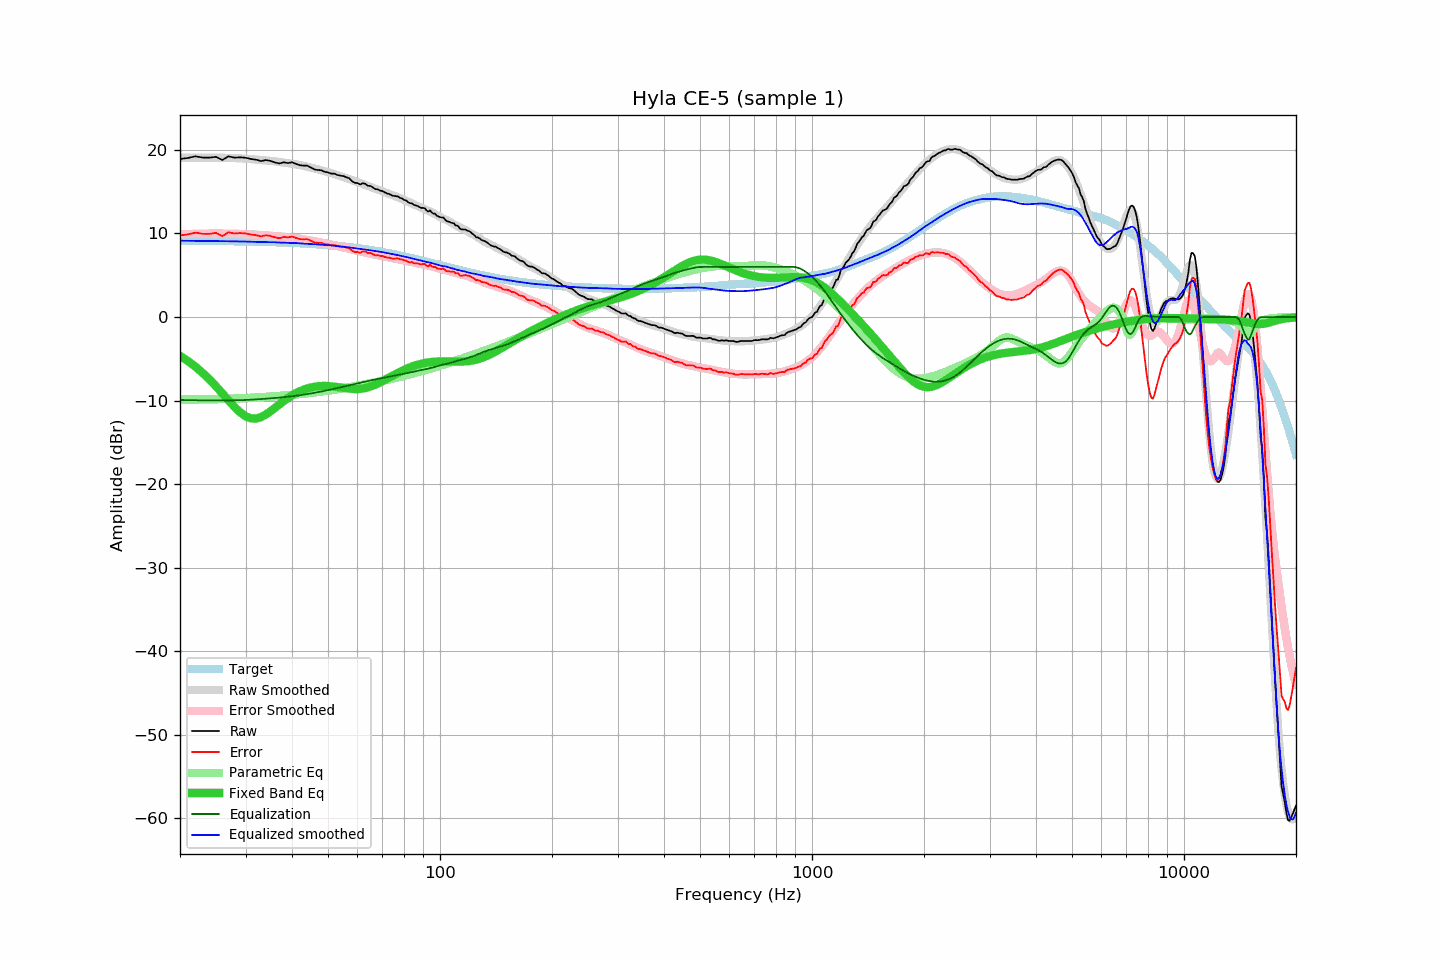 Hyla CE-5 (sample 1)
20
10
0
−10
−20
−30
−40
−50
−60
Amplitude (dBr)
Target
Raw Smoothed
Error Smoothed
Raw
Error
Parametric Eq
Fixed Band Eq
Equalization
Equalized smoothed
100
1000
10000
Frequency (Hz)